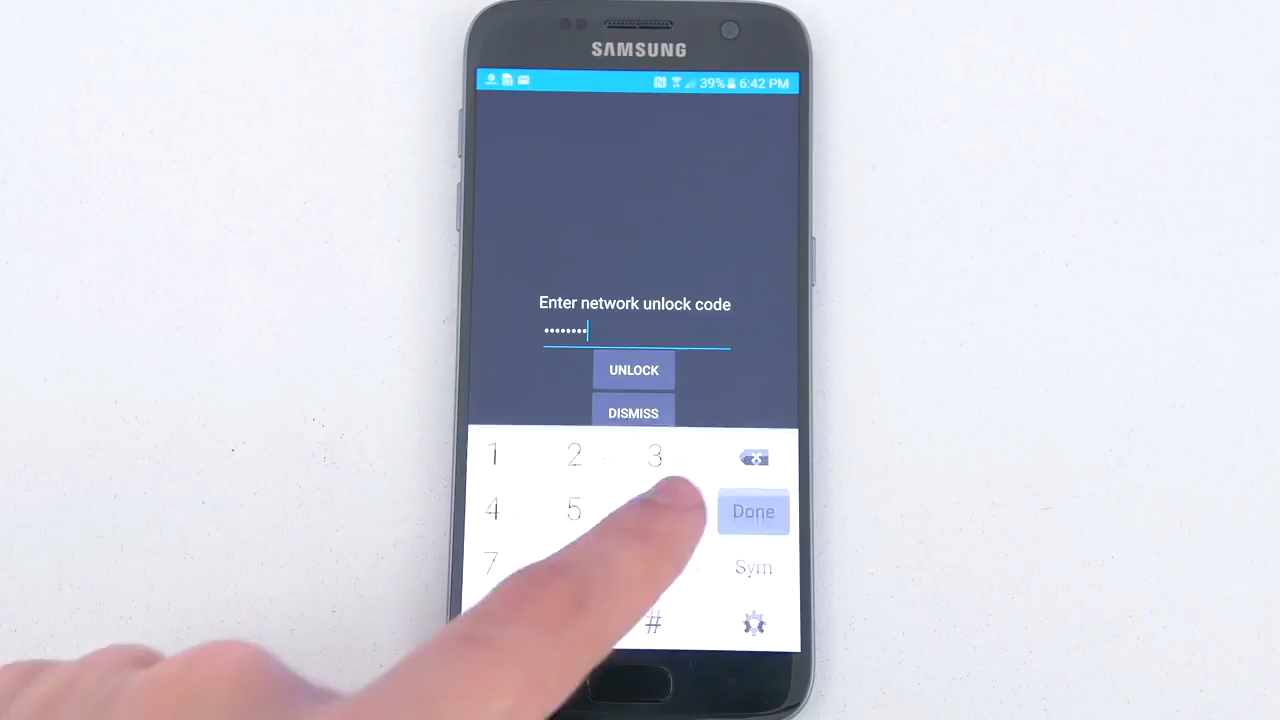 SAMSUNG
39% 6:42 PM
Enter network unlock code
UNLOCK
DISMISS
1 2 3
4 5 Done
7 Sym
#